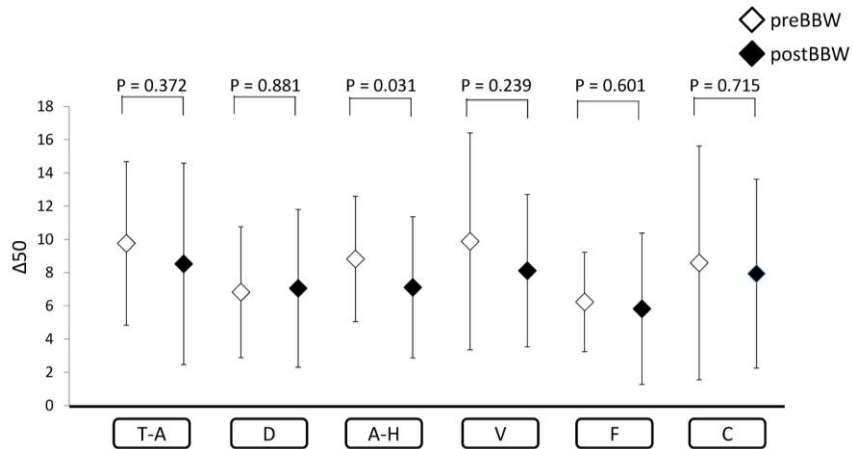 preBBW
postBBW
P = 0.372 P = 0.881 P = 0.031 P = 0.239 P = 0.601 P = 0.715
18
16
14
12
10
8
6
4
2
0
Δ50
T-A D A-H V F C